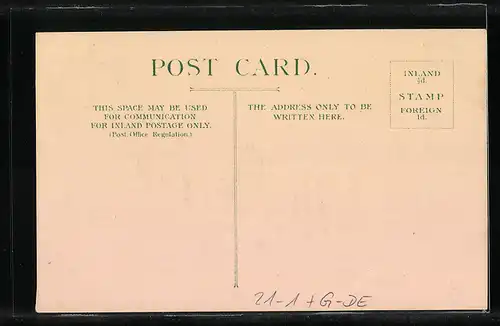 POST CARD.
THIS SPACE MAY BE USED
FOR COMMUNICATION
FOR INLAND POSTAGE ONLY.
(Post Office Regulation.)
THE ADDRESS ONLY TO BE
WRITTEN HERE.
INLAND
½d.
STAMP
FOREIGN
1d.
21-1+G-DE